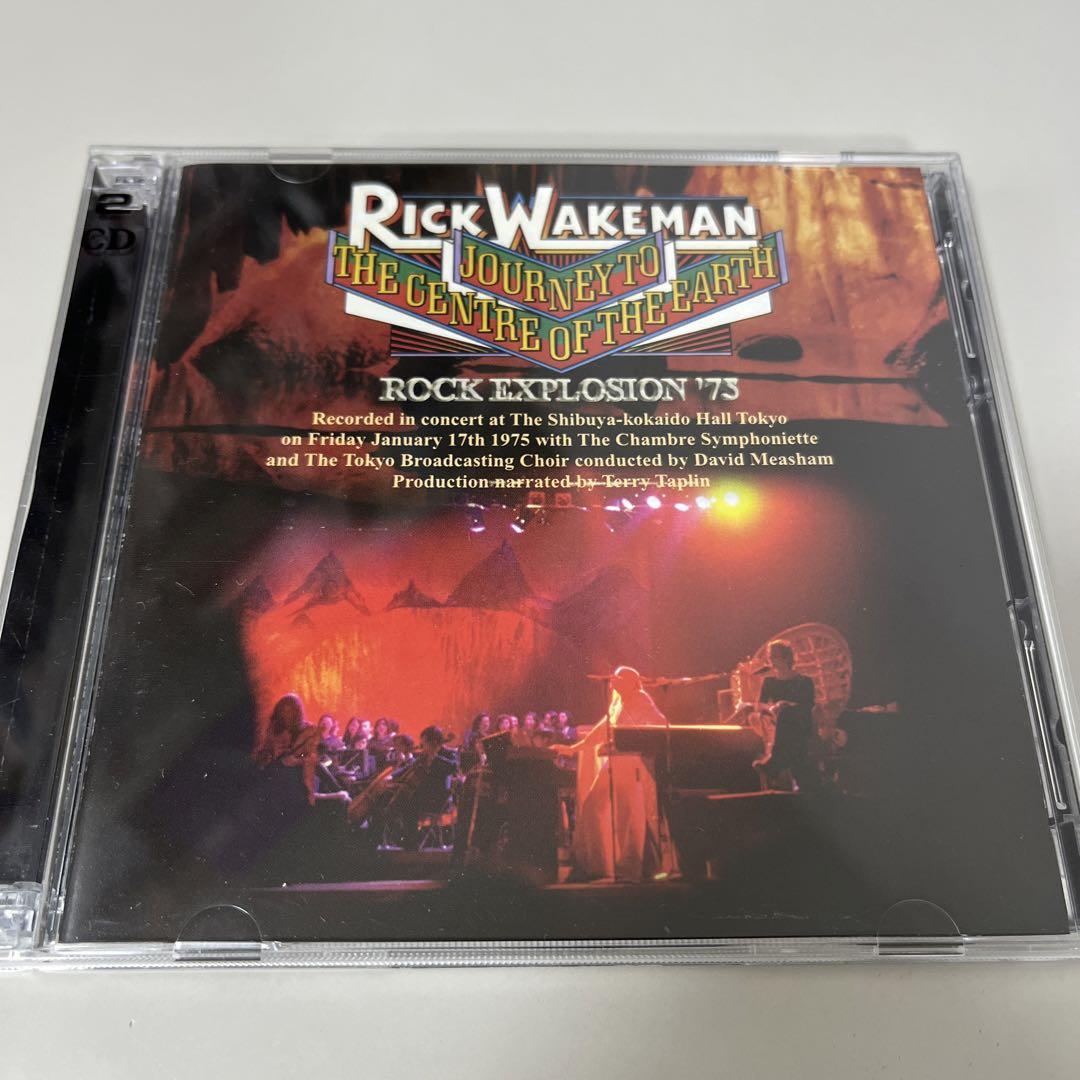 2
CD
RICK WAKEMAN
JOURNEY TO
THE CENTRE OF THE EARTH
ROCK EXPLOSION '75
Recorded in concert at The Shibuya-kokaido Hall Tokyo
on Friday January 17th 1975 with The Chambre Symphoniette
and The Tokyo Broadcasting Choir conducted by David Measham
Production narrated by Terry Taplin